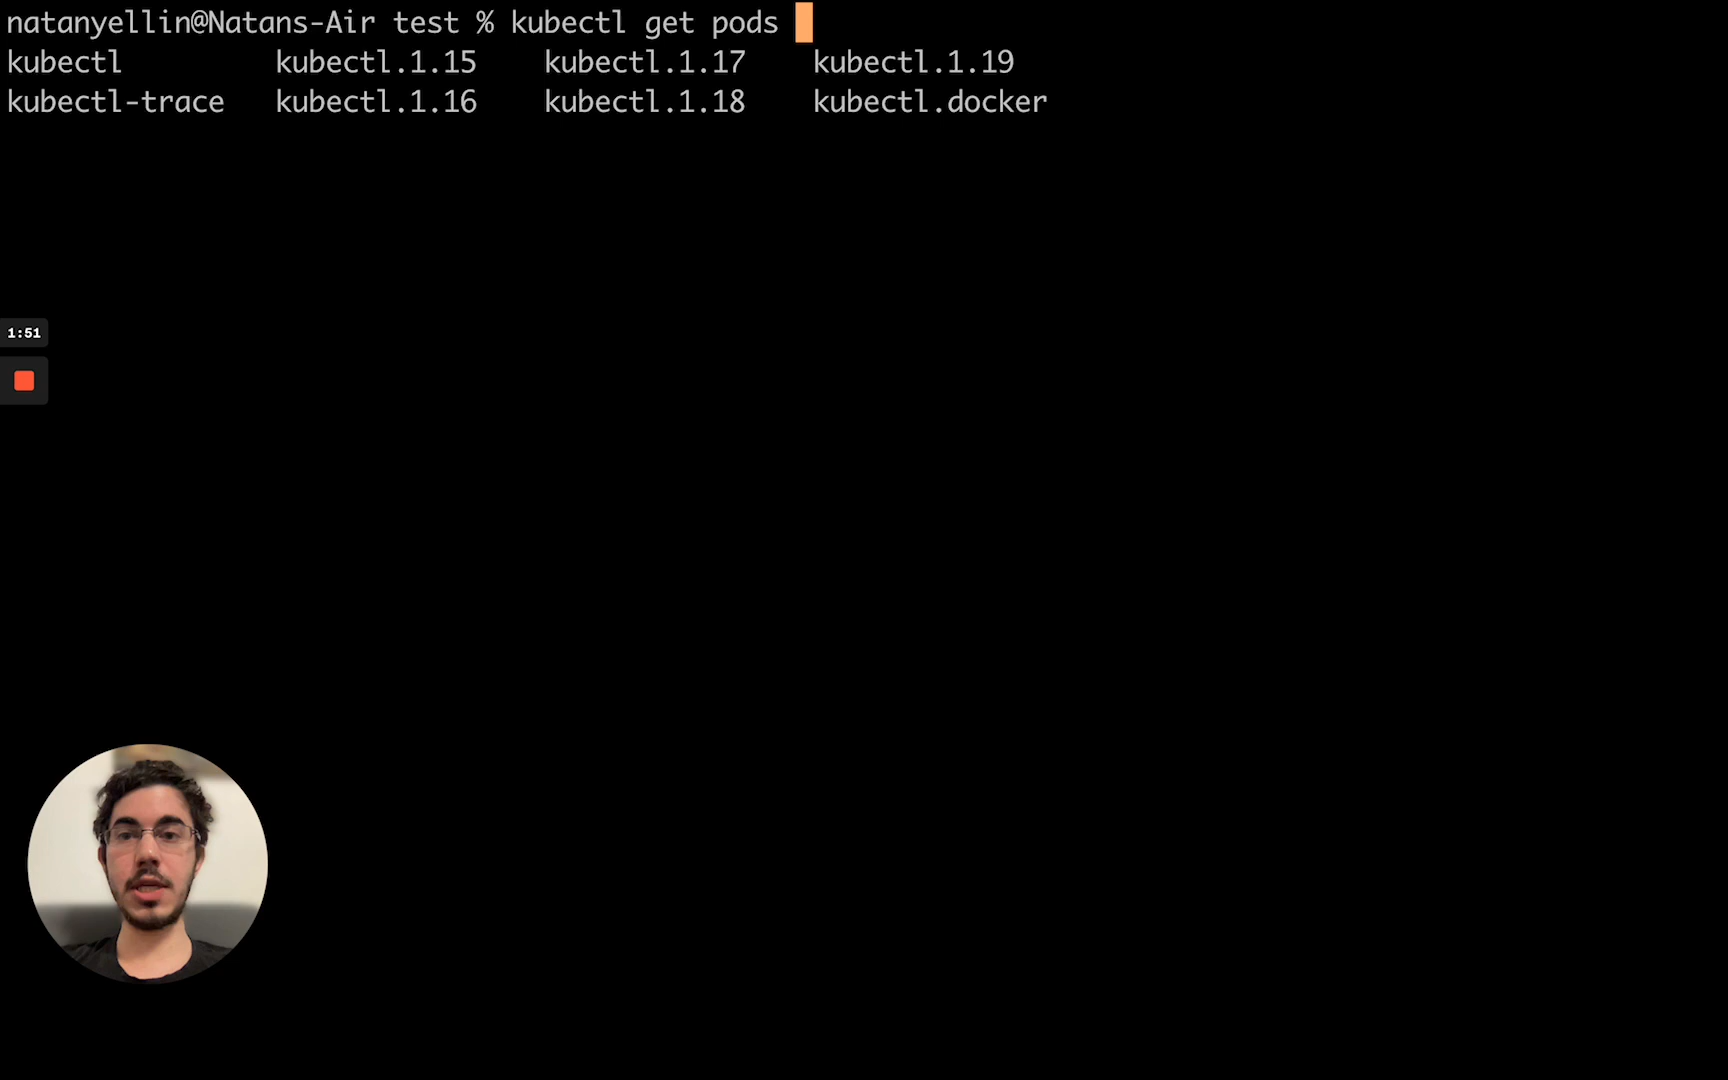 natanyellin@Natans-Air test % kubectl get pods
kubectl kubectl.1.15 kubectl.1.17 kubectl.1.19
kubectl-trace kubectl.1.16 kubectl.1.18 kubectl.docker
1:51